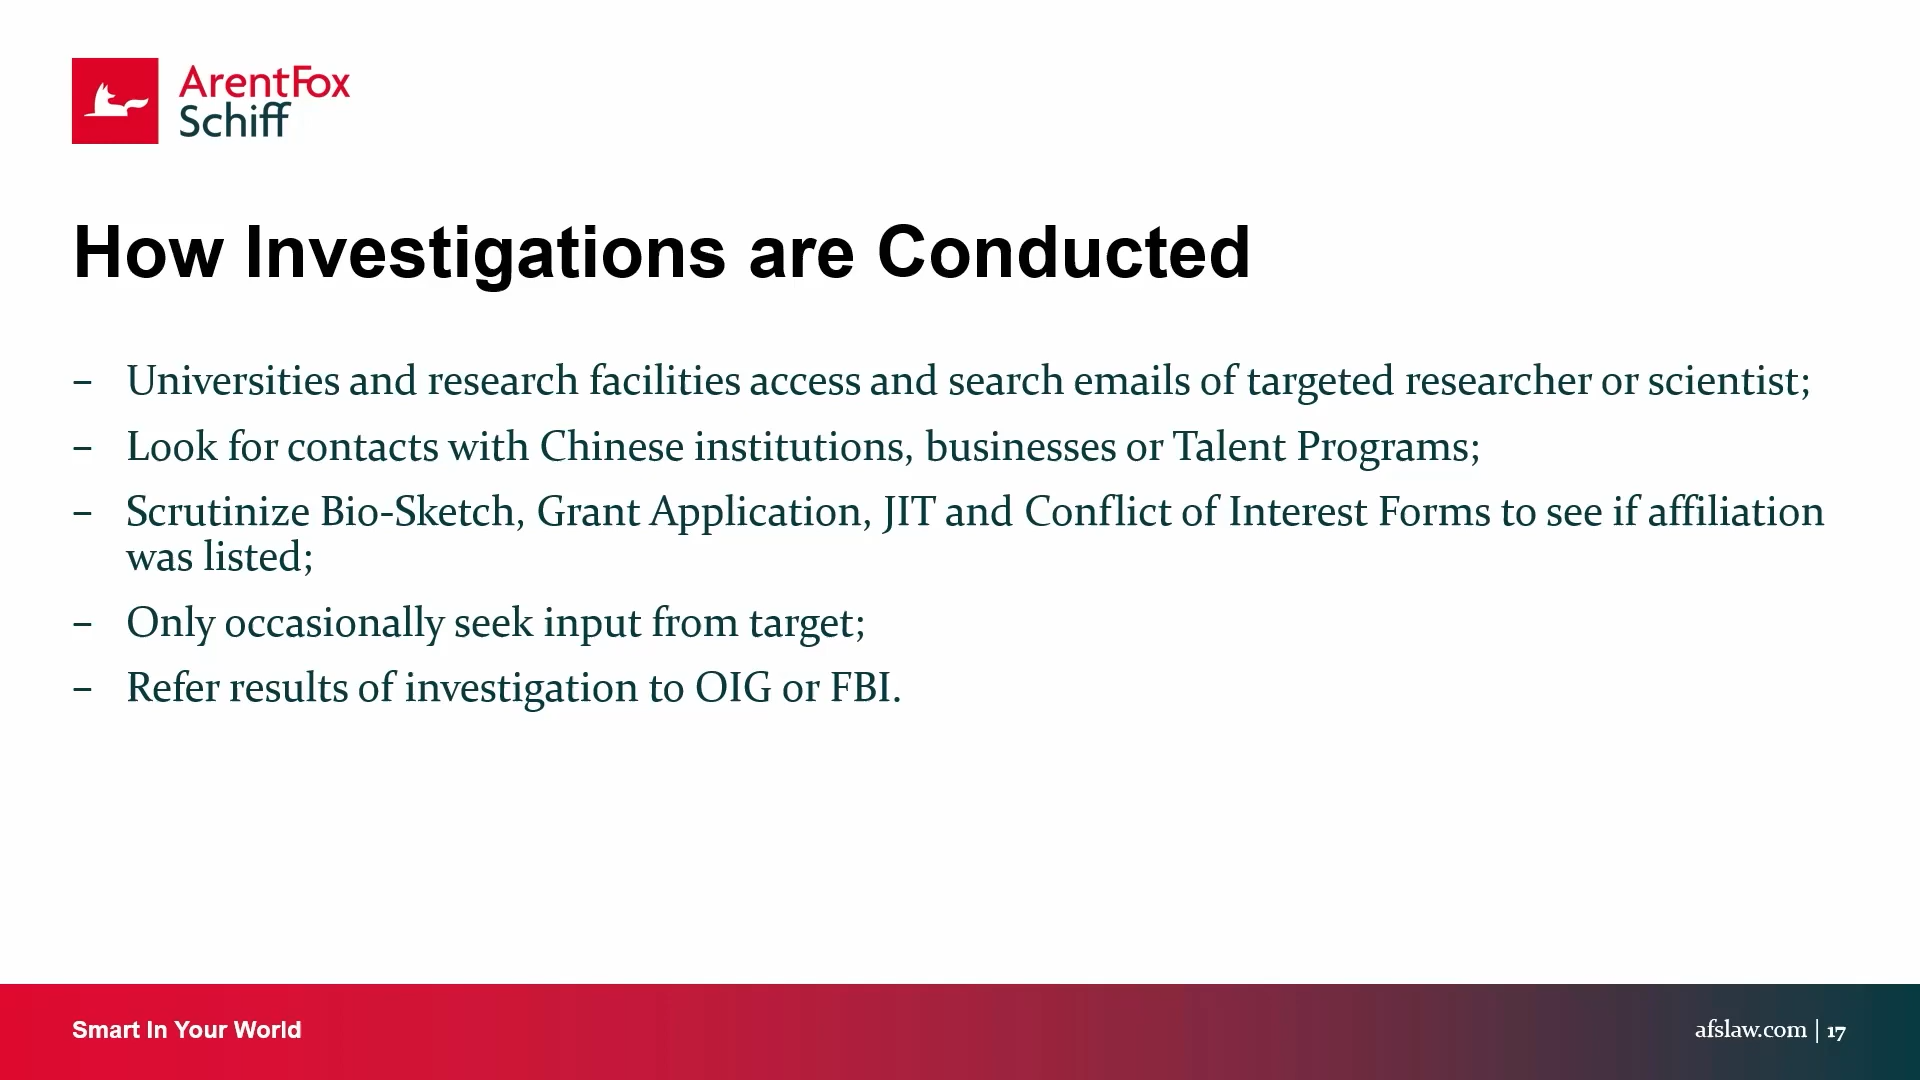 ArentFox
Schiff
How Investigations are Conducted
– Universities and research facilities access and search emails of targeted researcher or scientist;
– Look for contacts with Chinese institutions, businesses or Talent Programs;
– Scrutinize Bio-Sketch, Grant Application, JIT and Conflict of Interest Forms to see if affiliation
was listed;
– Only occasionally seek input from target;
– Refer results of investigation to OIG or FBI.
Smart In Your World
afslaw.com | 17